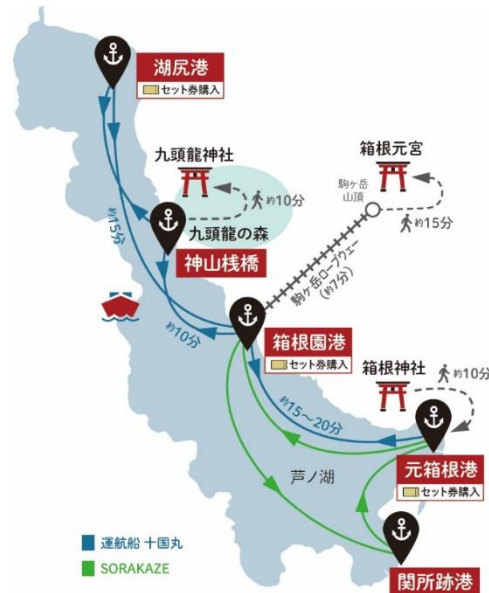 湖尻港
セット券購入
九頭龍神社
約10分
九頭龍の森
神山桟橋
約15分
約10分
箱根元宮
駒ヶ岳
山頂
約15分
駒ヶ岳ロープウェー
(約7分)
箱根園港
セット券購入
箱根神社
約10分
約15～20分
元箱根港
セット券購入
芦ノ湖
関所跡港
運航船 十国丸
SORAKAZE